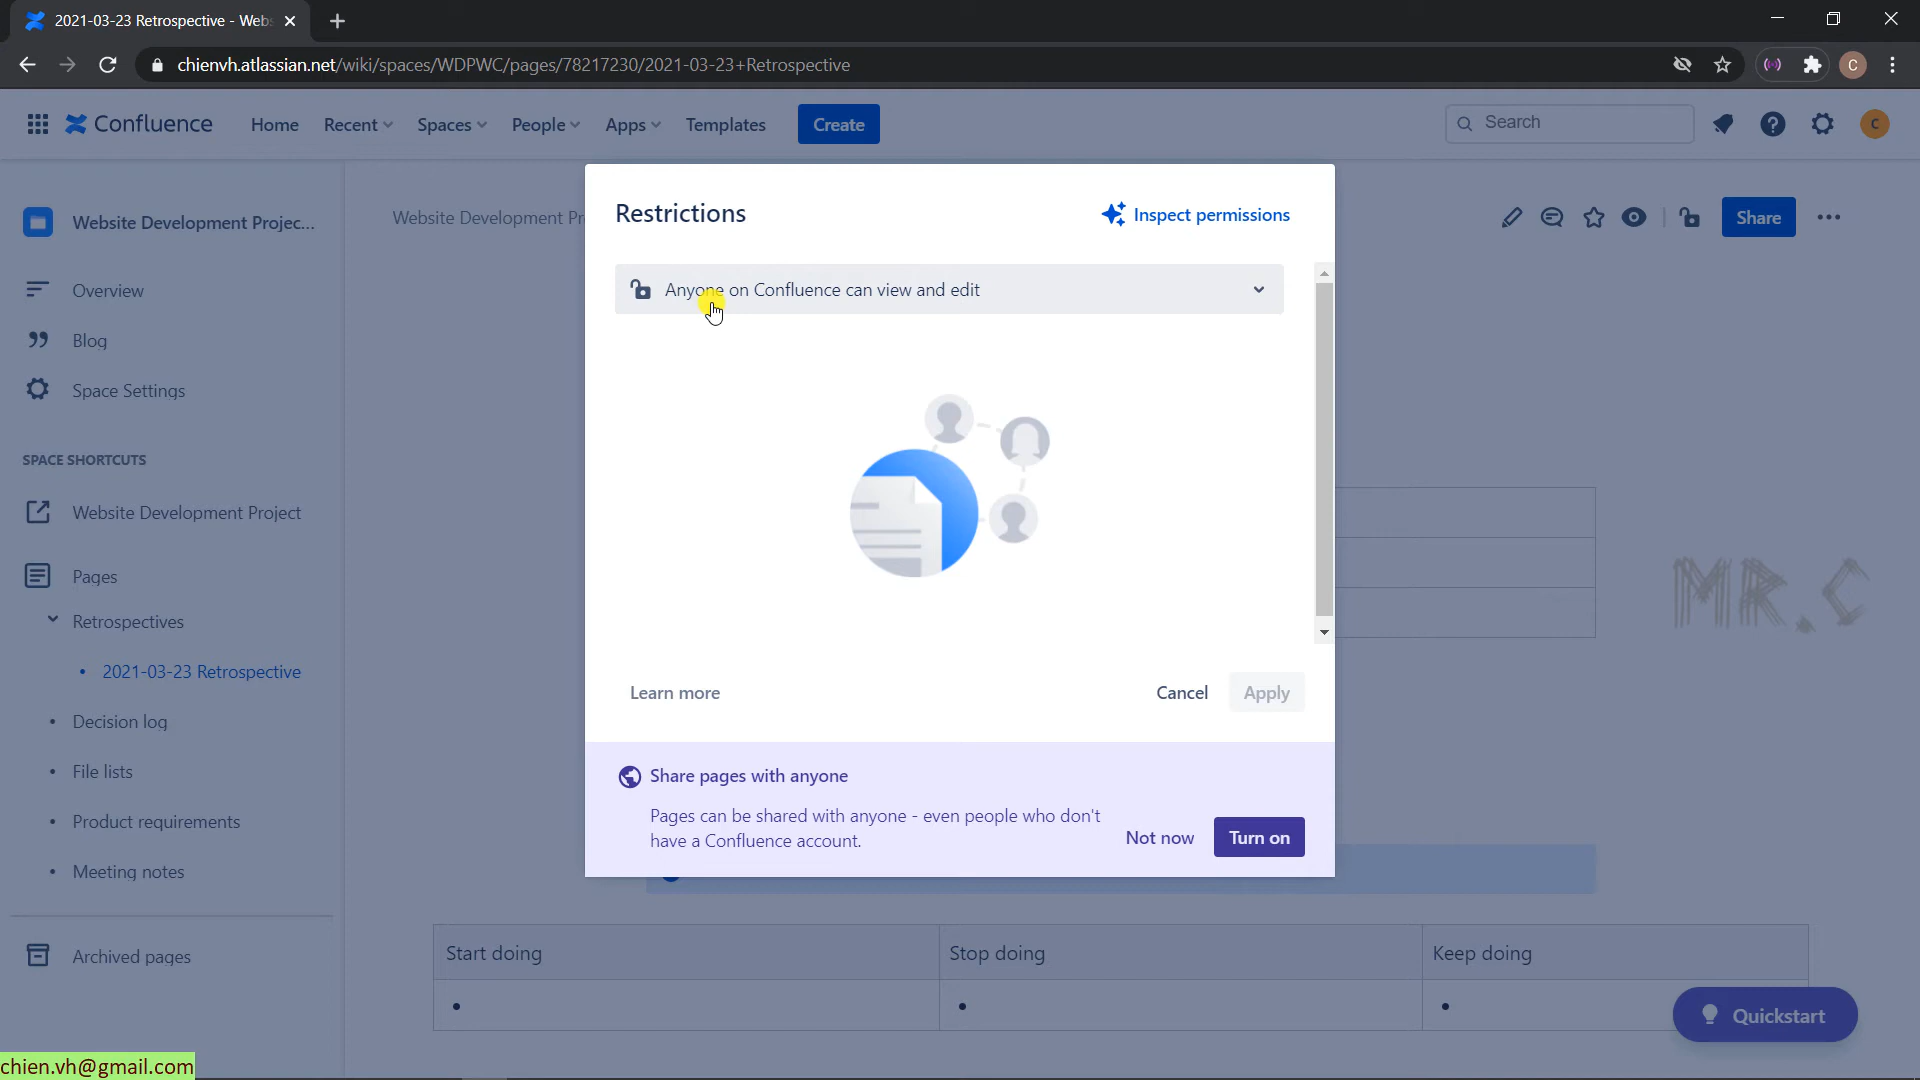 2021-03-23 Retrospective - Web
chienvh.atlassian.net/wiki/spaces/WDPWC/pages/78217230/2021-03-23+Retrospective
C
Confluence
Home
Recent
Spaces
People
Apps
Templates
Create
Search
C
Website Development Projec...
Overview
Blog
Space Settings
SPACE SHORTCUTS
Website Development Project
Pages
Retrospectives
2021-03-23 Retrospective
Decision log
File lists
Product requirements
Meeting notes
Archived pages
Website Development Pr
Share
Restrictions
Inspect permissions
Anyone on Confluence can view and edit
Learn more
Cancel
Apply
Share pages with anyone
Pages can be shared with anyone - even people who don't
have a Confluence account.
Not now
Turn on
MR.C
Start doing
Stop doing
Keep doing
Quickstart
chien.vh@gmail.com